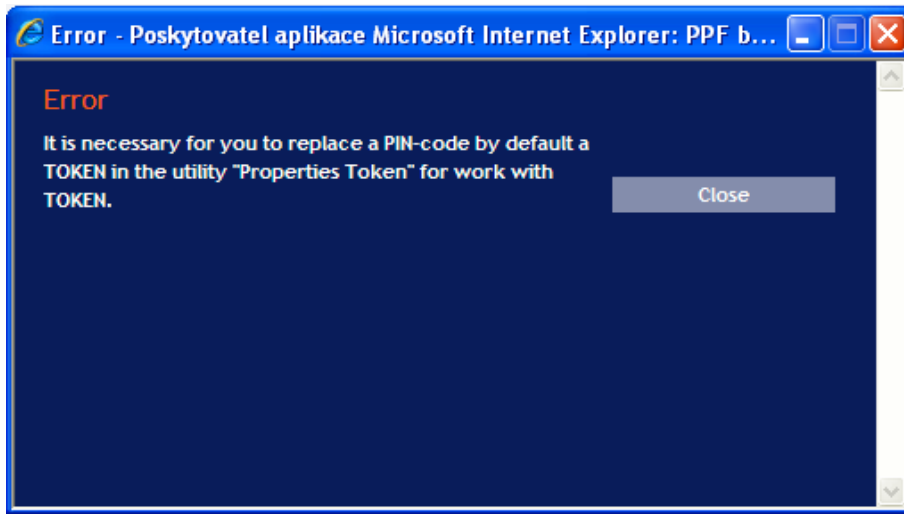 Error - Poskytovatel aplikace Microsoft Internet Explorer: PPF b...
Error
It is necessary for you to replace a PIN-code by default a
TOKEN in the utility "Properties Token" for work with
TOKEN.
Close